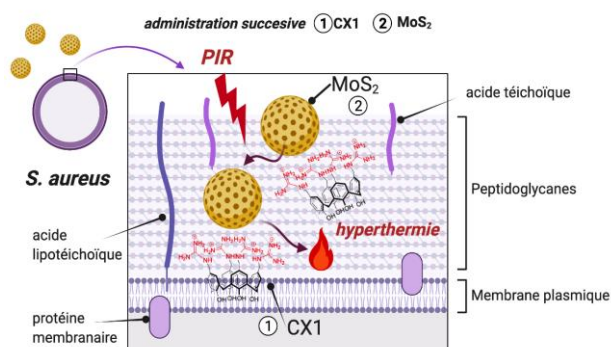 administration succesive ① CX1 ② MoS₂
PIR
MoS₂
②
acide téichoïque
S. aureus
Peptidoglycanes
hyperthermie
acide
lipotéichoïque
Membrane plasmique
① CX1
protéine
membranaire